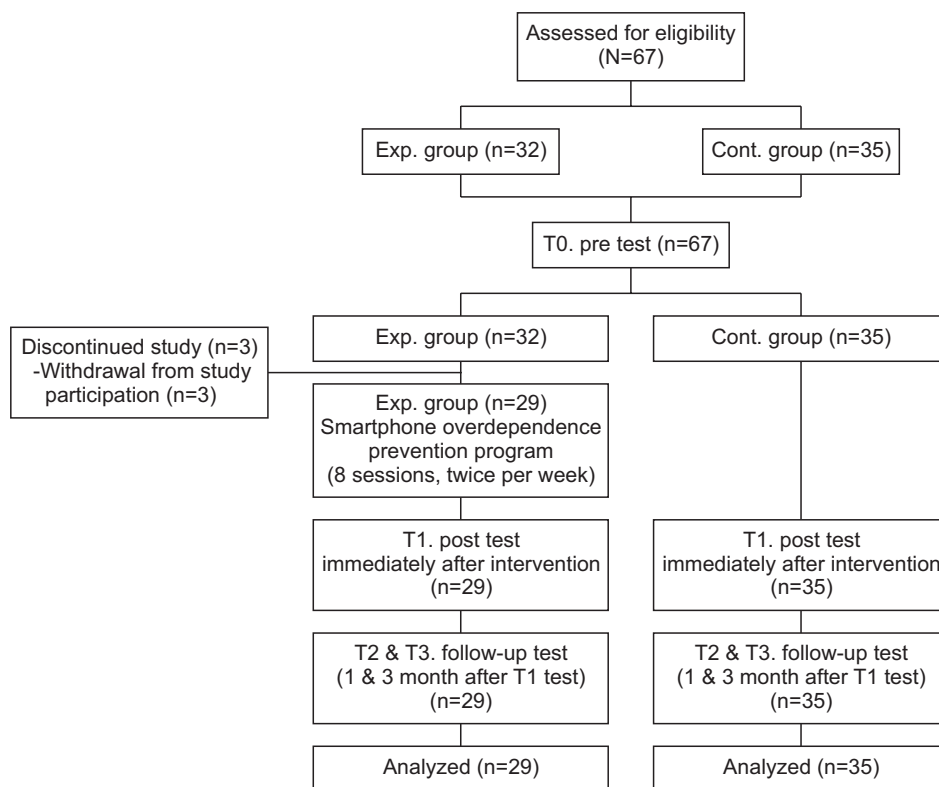 Assessed for eligibility
(N=67)
Exp. group (n=32)
Cont. group (n=35)
T0. pre test (n=67)
Exp. group (n=32)
Cont. group (n=35)
Discontinued study (n=3)
-Withdrawal from study
participation (n=3)
Exp. group (n=29)
Smartphone overdependence
prevention program
(8 sessions, twice per week)
T1. post test
immediately after intervention
(n=29)
T1. post test
immediately after intervention
(n=35)
T2 & T3. follow-up test
(1 & 3 month after T1 test)
(n=29)
T2 & T3. follow-up test
(1 & 3 month after T1 test)
(n=35)
Analyzed (n=29)
Analyzed (n=35)